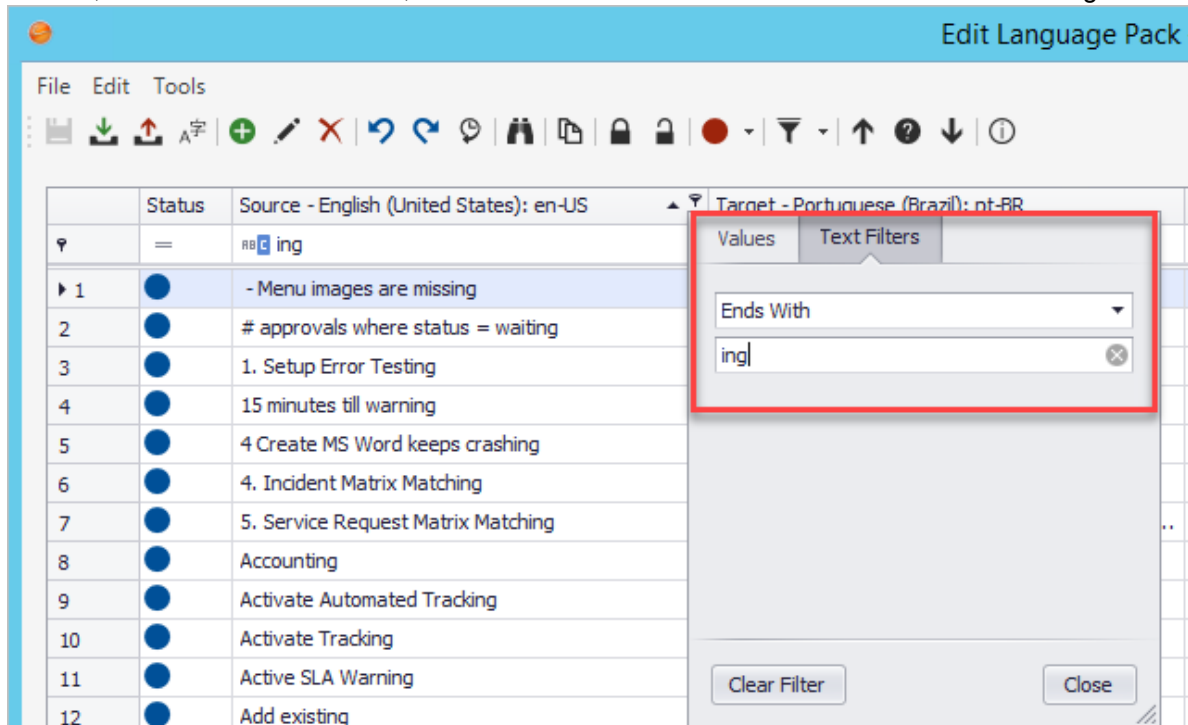 Edit Language Pack
File Edit Tools
A字
Status Source - English (United States): en-US Target - Portuguese (Brazil): pt-BR
= ABC ing
Values Text Filters
Ends With
ing
1 - Menu images are missing
2 # approvals where status = waiting
3 1. Setup Error Testing
4 15 minutes till warning
5 4 Create MS Word keeps crashing
6 4. Incident Matrix Matching
7 5. Service Request Matrix Matching ..
8 Accounting
9 Activate Automated Tracking
10 Activate Tracking
11 Active SLA Warning
12 Add existing
Clear Filter Close